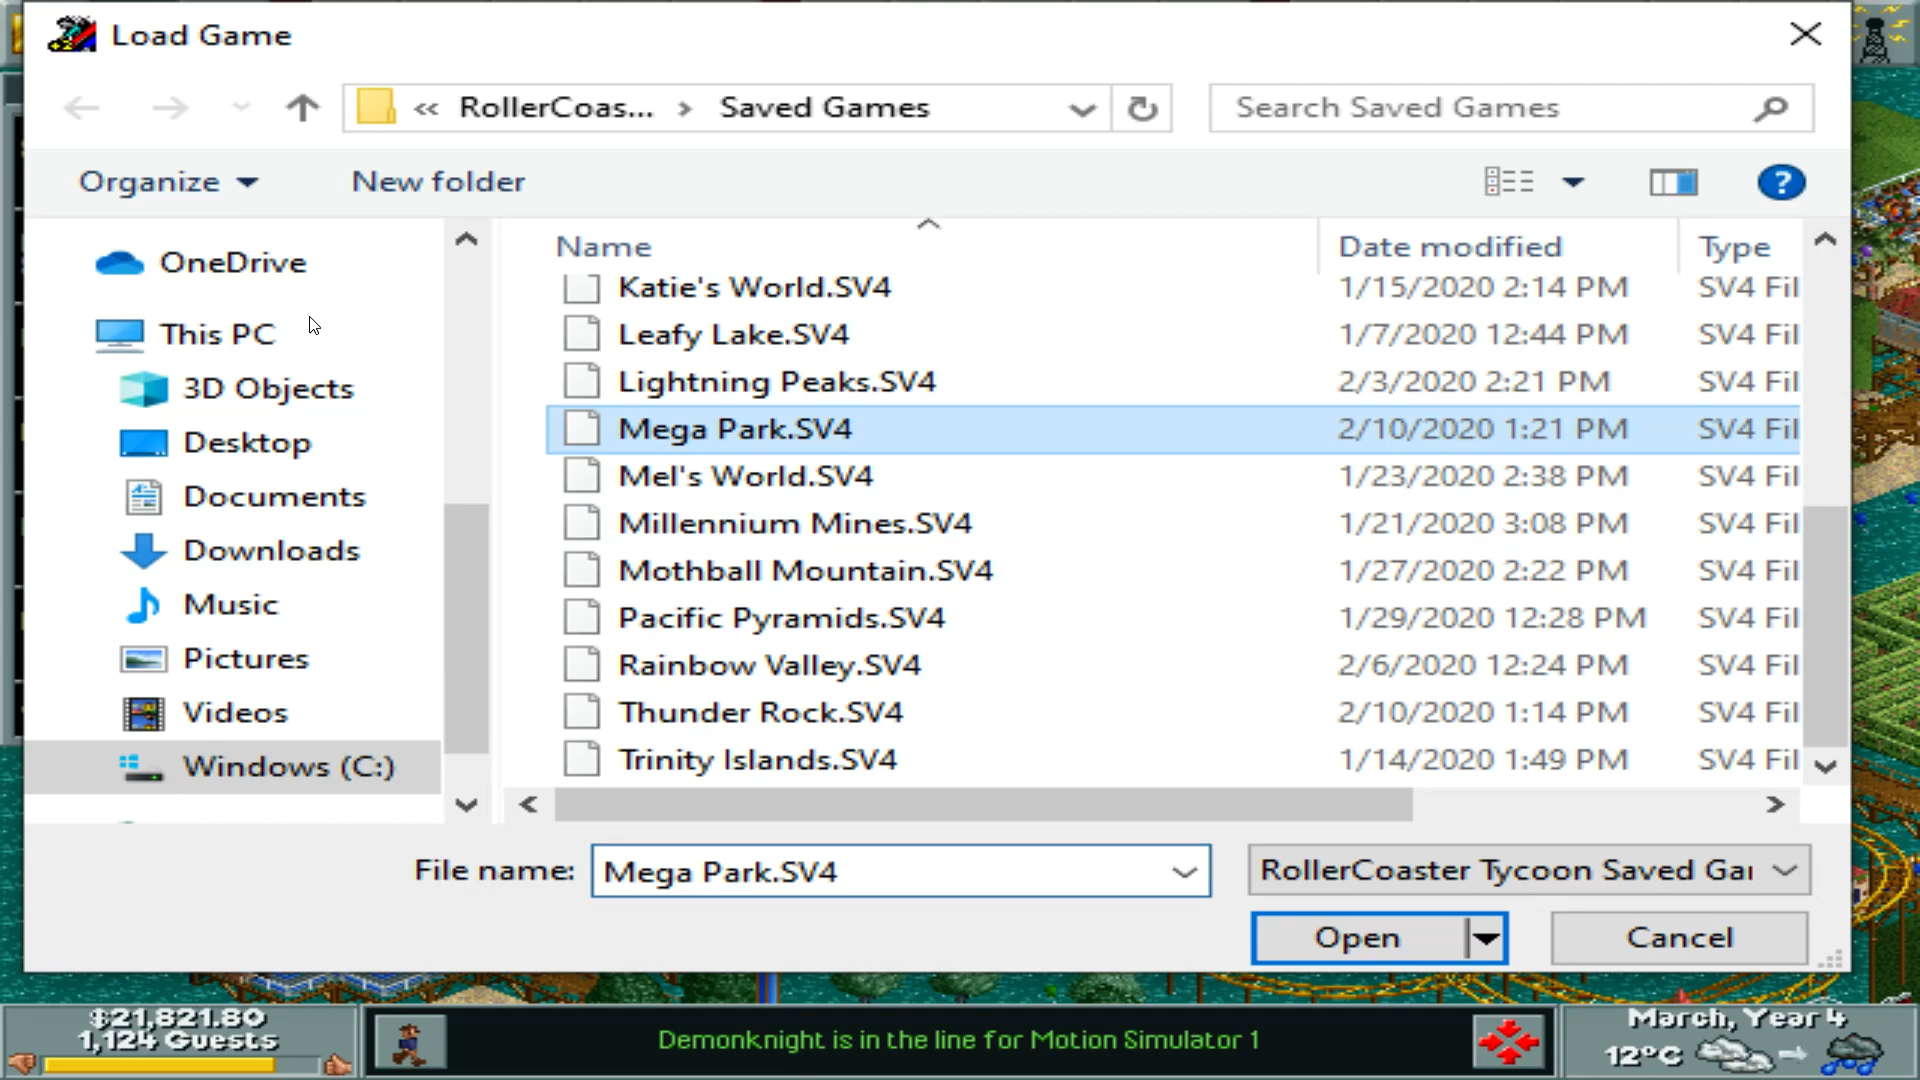 Load Game
« RollerCoas... > Saved Games
Search Saved Games
Organize
New folder
?
OneDrive
This PC
3D Objects
Desktop
Documents
Downloads
Music
Pictures
Videos
Windows (C:)
Name Date modified Type
Katie's World.SV4 1/15/2020 2:14 PM SV4 Fil
Leafy Lake.SV4 1/7/2020 12:44 PM SV4 Fil
Lightning Peaks.SV4 2/3/2020 2:21 PM SV4 Fil
Mega Park.SV4 2/10/2020 1:21 PM SV4 Fil
Mel's World.SV4 1/23/2020 2:38 PM SV4 Fil
Millennium Mines.SV4 1/21/2020 3:08 PM SV4 Fil
Mothball Mountain.SV4 1/27/2020 2:22 PM SV4 Fil
Pacific Pyramids.SV4 1/29/2020 12:28 PM SV4 Fil
Rainbow Valley.SV4 2/6/2020 12:24 PM SV4 Fil
Thunder Rock.SV4 2/10/2020 1:14 PM SV4 Fil
Trinity Islands.SV4 1/14/2020 1:49 PM SV4 Fil
File name: Mega Park.SV4
RollerCoaster Tycoon Saved Gar
Open
Cancel
$21,821.80
1,124 Guests
Demonknight is in the line for Motion Simulator 1
March, Year 4
12°C